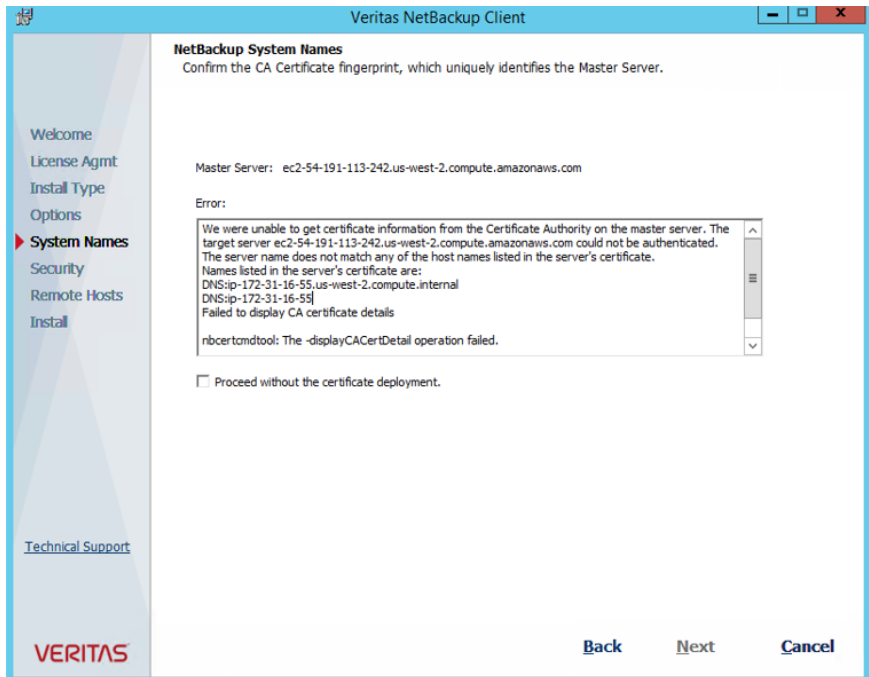 Veritas NetBackup Client
NetBackup System Names
Confirm the CA Certificate fingerprint, which uniquely identifies the Master Server.
Welcome
License Agmt
Install Type
Options
System Names
Security
Remote Hosts
Install
Master Server: ec2-54-191-113-242.us-west-2.compute.amazonaws.com
Error:
We were unable to get certificate information from the Certificate Authority on the master server. The
target server ec2-54-191-113-242.us-west-2.compute.amazonaws.com could not be authenticated.
The server name does not match any of the host names listed in the server's certificate.
Names listed in the server's certificate are:
DNS:ip-172-31-16-55.us-west-2.compute.internal
DNS:ip-172-31-16-55
Failed to display CA certificate details
nbcertcmdtool: The -displayCACertDetail operation failed.
Proceed without the certificate deployment.
Technical Support
VERITAS
Back Next Cancel